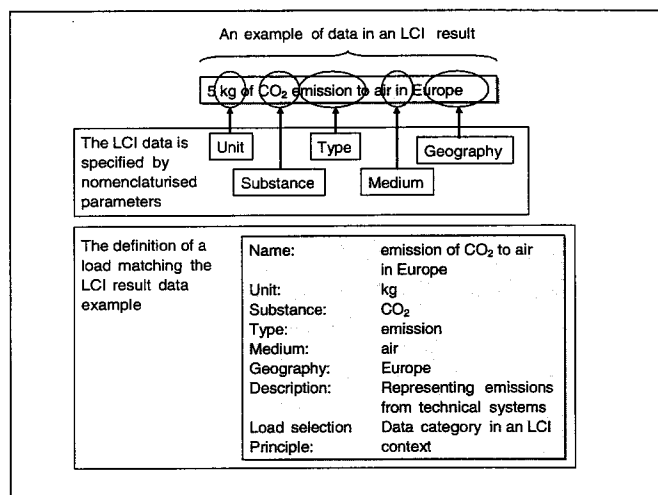 An example of data in an LCI result
5 kg of CO₂ emission to air in Europe
The LCI data is
specified by
nomenclaturised
parameters
Unit
Type
Geography
Substance
Medium
The definition of a
load matching the
LCI result data
example
Name: emission of CO₂ to air
in Europe
Unit: kg
Substance: CO₂
Type: emission
Medium: air
Geography: Europe
Description: Representing emissions
from technical systems
Load selection Data category in an LCI
Principle: context